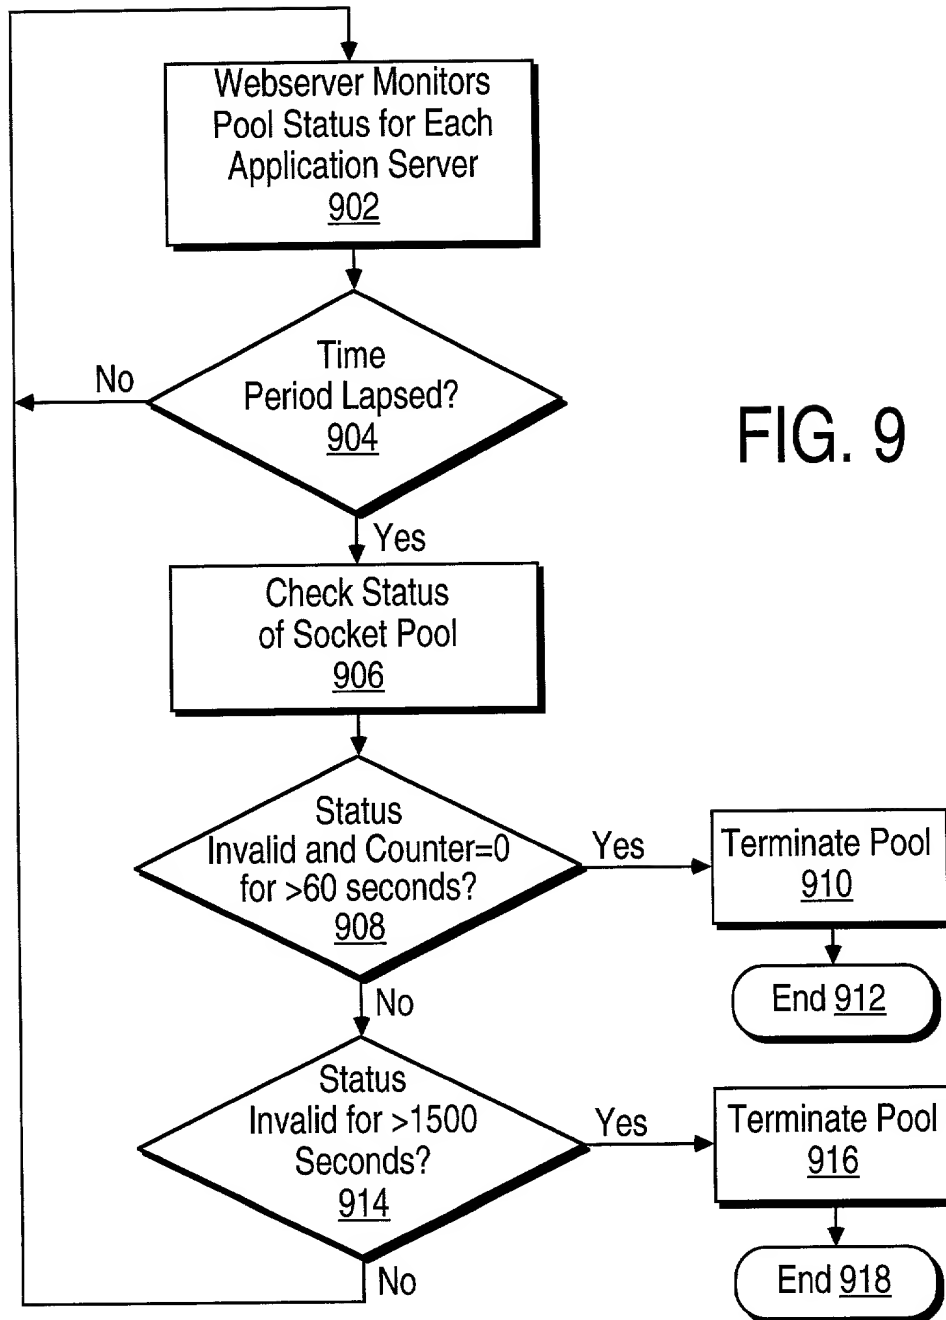 Webserver Monitors
Pool Status for Each
Application Server
902
Time
Period Lapsed?
904
No
FIG. 9
Yes
Check Status
of Socket Pool
906
Status
Invalid and Counter=0
for >60 seconds?
908
Yes
Terminate Pool
910
End 912
No
Status
Invalid for >1500
Seconds?
914
Yes
Terminate Pool
916
End 918
No